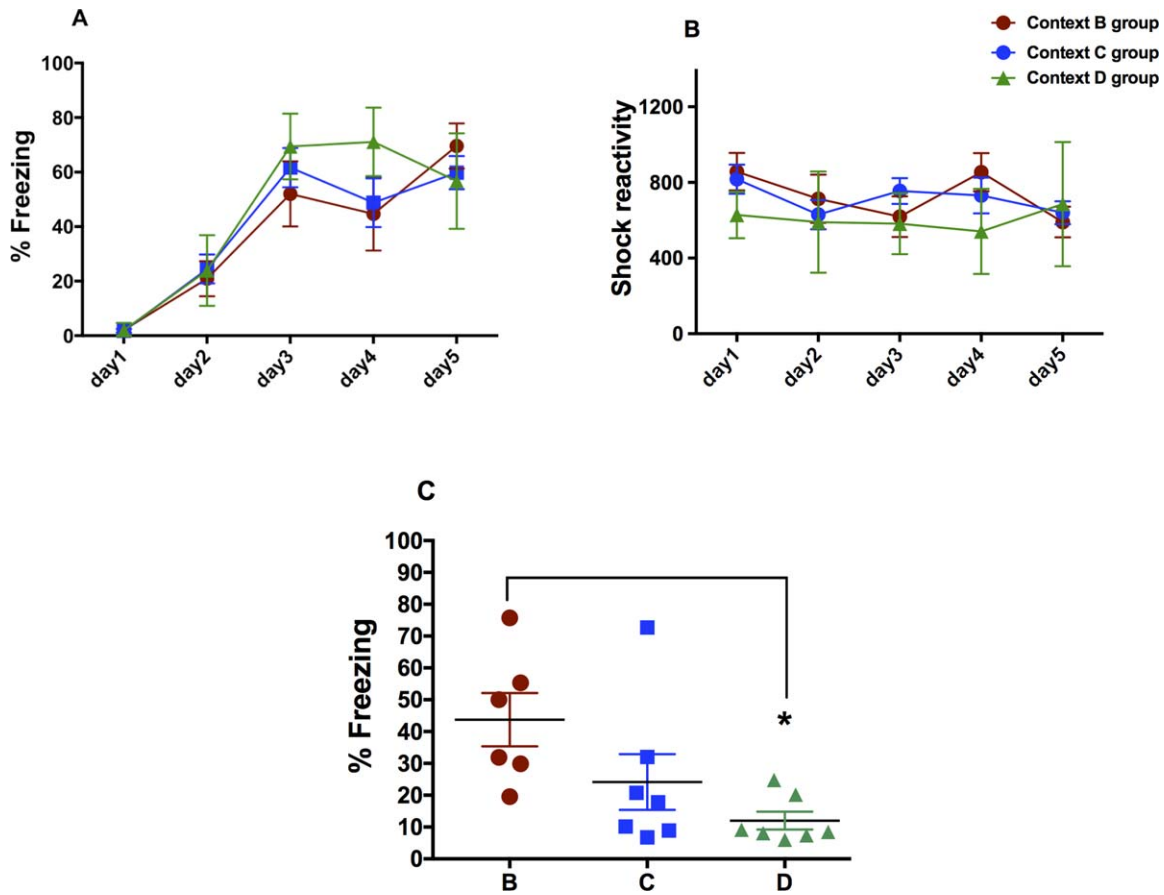 A
% Freezing
100
80
60
40
20
0
day1
day2
day3
day4
day5
B
Context B group
Context C group
Context D group
Shock reactivity
1200
800
400
0
day1
day2
day3
day4
day5
C
% Freezing
100
90
80
70
60
50
40
30
20
10
0
*
B
C
D